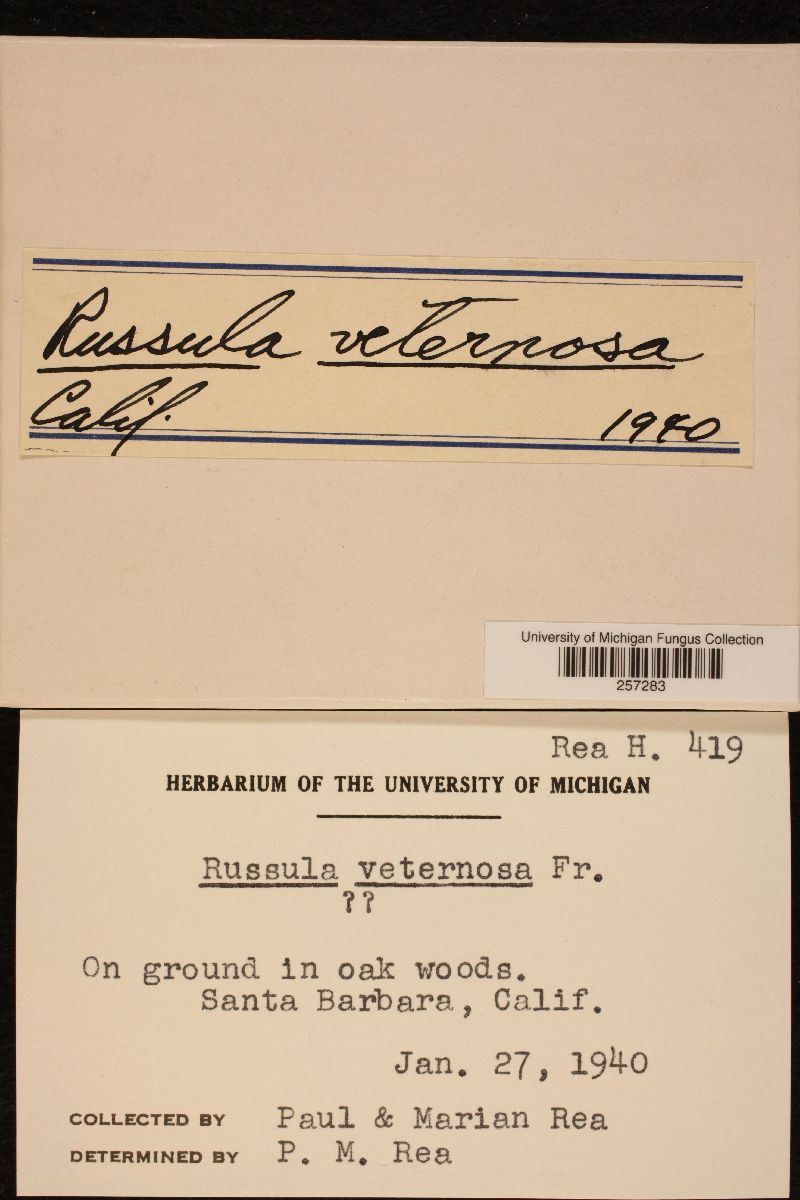 Russula veternosa
Calif. 1940
University of Michigan Fungus Collection
257283
Rea H. 419
HERBARIUM OF THE UNIVERSITY OF MICHIGAN
Russula veternosa Fr.
??
On ground in oak woods.
Santa Barbara, Calif.
Jan. 27, 1940
COLLECTED BY Paul & Marian Rea
DETERMINED BY P. M. Rea